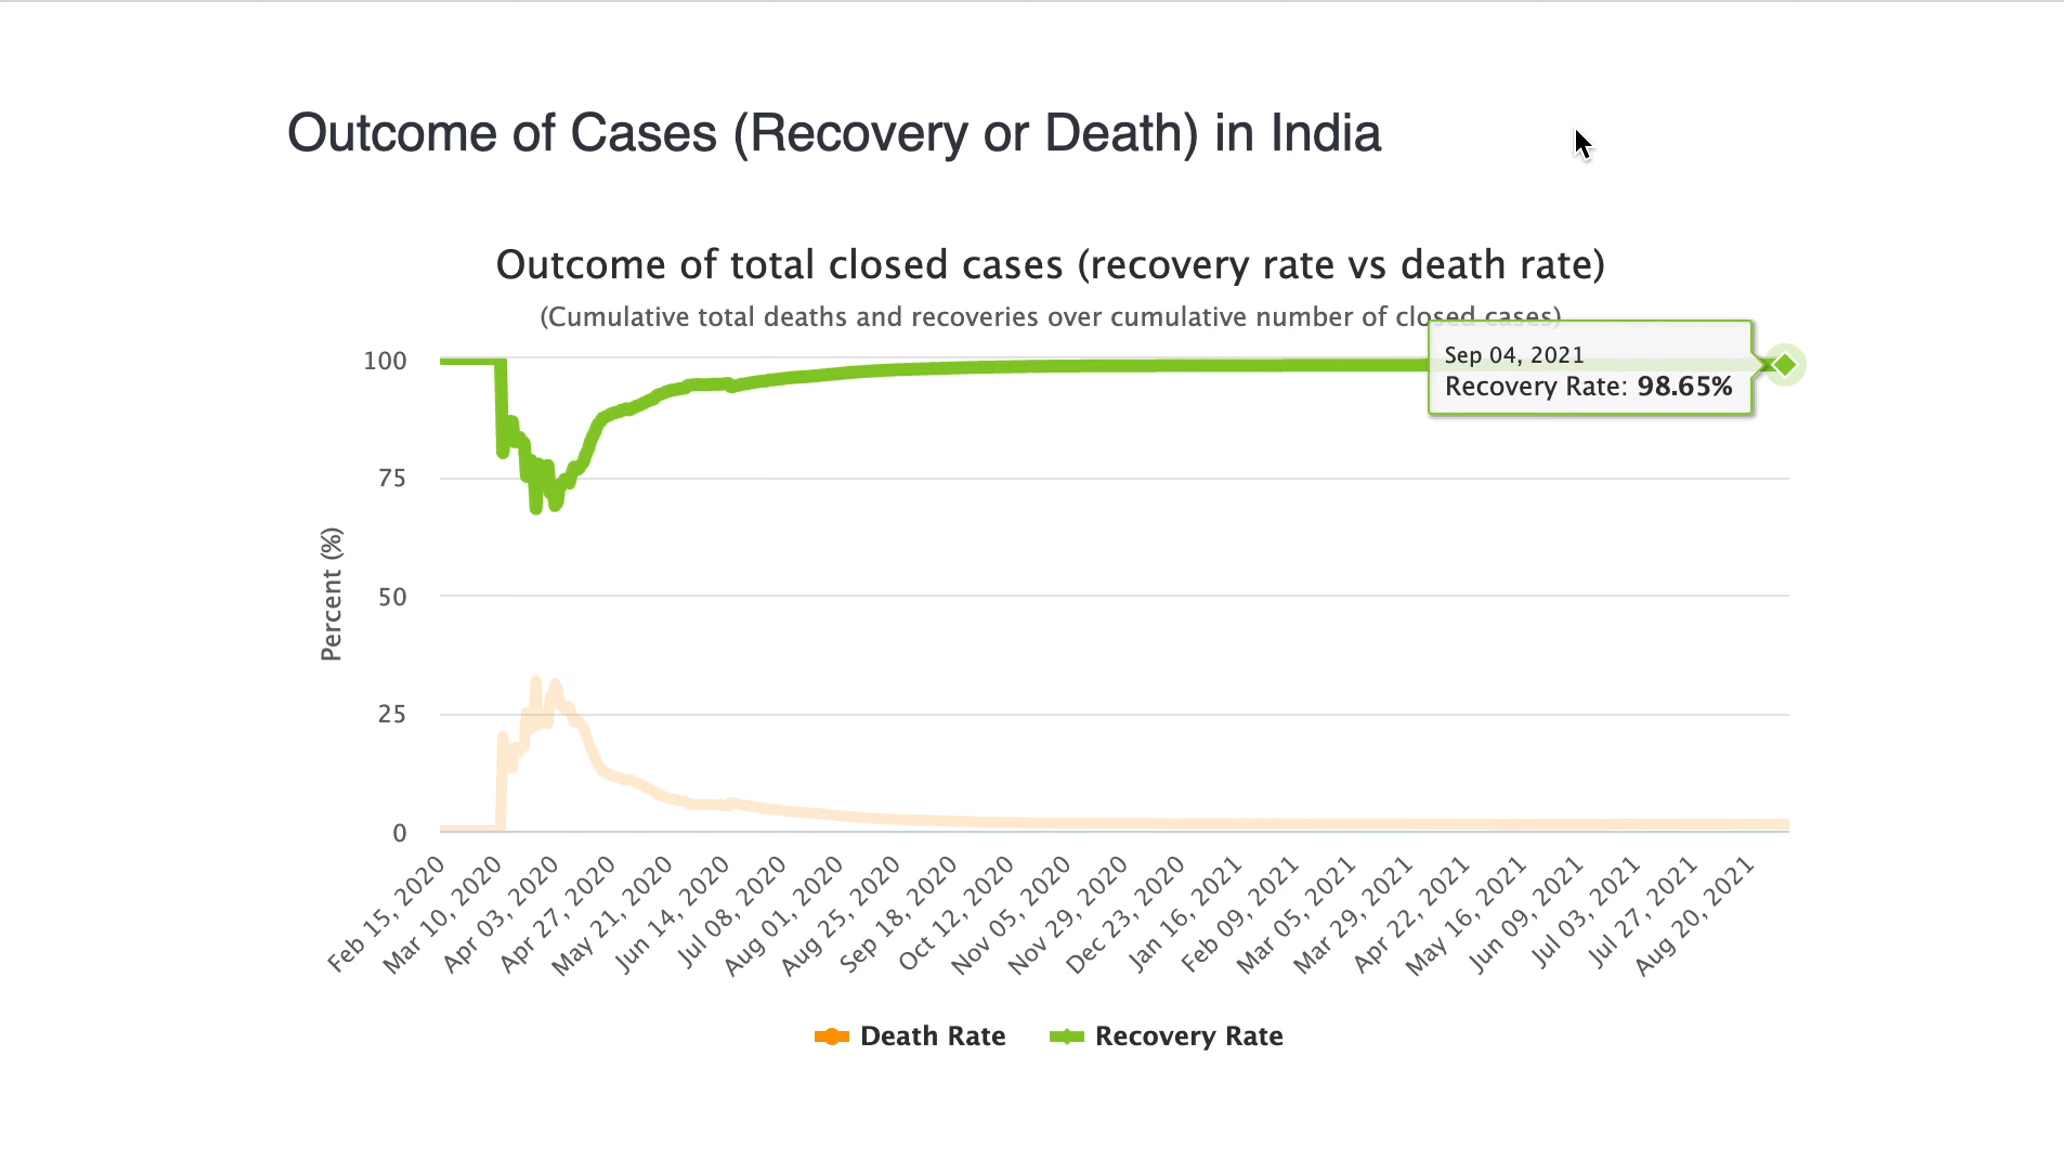 Outcome of Cases (Recovery or Death) in India
Outcome of total closed cases (recovery rate vs death rate)
(Cumulative total deaths and recoveries over cumulative number of closed cases)
Sep 04, 2021
Recovery Rate: 98.65%
Percent (%)
100
75
50
25
0
Feb 15, 2020
Mar 10, 2020
Apr 03, 2020
Apr 27, 2020
May 21, 2020
Jun 14, 2020
Jul 08, 2020
Aug 01, 2020
Aug 25, 2020
Sep 18, 2020
Oct 12, 2020
Nov 05, 2020
Nov 29, 2020
Dec 23, 2020
Jan 16, 2021
Feb 09, 2021
Mar 05, 2021
Mar 29, 2021
Apr 22, 2021
May 16, 2021
Jun 09, 2021
Jul 03, 2021
Jul 27, 2021
Aug 20, 2021
Death Rate
Recovery Rate